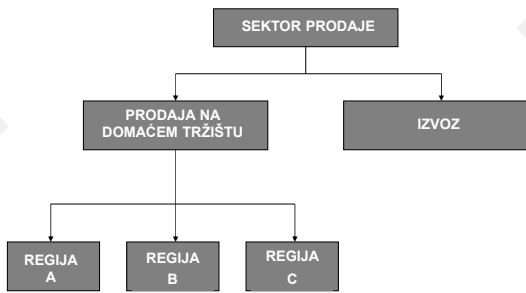 SEKTOR PRODAJE
PRODAJA NA
DOMAĆEM TRŽIŠTU
IZVOZ
REGIJA
A
REGIJA
B
REGIJA
C